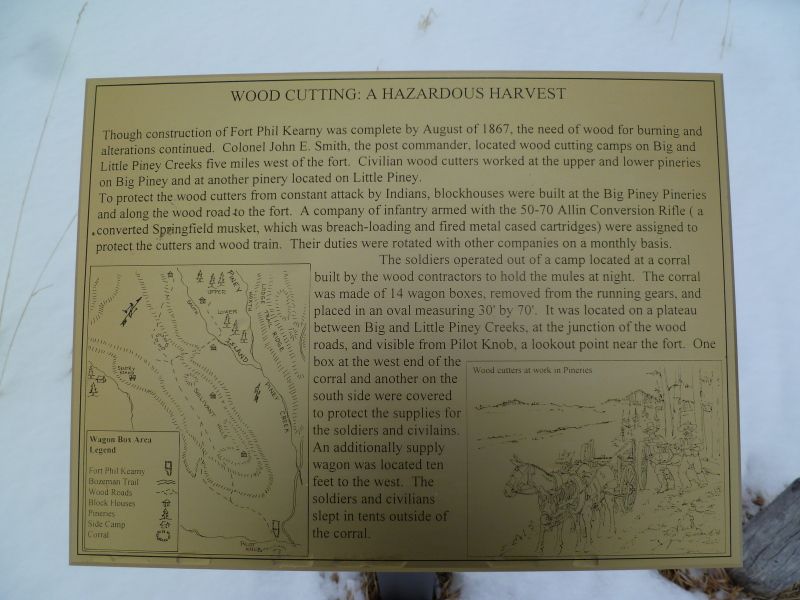 WOOD CUTTING: A HAZARDOUS HARVEST
Though construction of Fort Phil Kearny was complete by August of 1867, the need of wood for burning and
alterations continued. Colonel John E. Smith, the post commander, located wood cutting camps on Big and
Little Piney Creeks five miles west of the fort. Civilian wood cutters worked at the upper and lower pineries
on Big Piney and at another pinery located on Little Piney.
To protect the wood cutters from constant attack by Indians, blockhouses were built at the Big Piney Pineries
and along the wood road to the fort. A company of infantry armed with the 50-70 Allin Conversion Rifle ( a
converted Springfield musket, which was breach-loading and fired metal cased cartridges) were assigned to
protect the cutters and wood train. Their duties were rotated with other companies on a monthly basis.
The soldiers operated out of a camp located at a corral
built by the wood contractors to hold the mules at night. The corral
was made of 14 wagon boxes, removed from the running gears, and
placed in an oval measuring 30' by 70'. It was located on a plateau
between Big and Little Piney Creeks, at the junction of the wood
roads, and visible from Pilot Knob, a lookout point near the fort. One
box at the west end of the
corral and another on the
south side were covered
to protect the supplies for
the soldiers and civilains.
An additionally supply
wagon was located ten
feet to the west. The
soldiers and civilians
slept in tents outside of
the corral.
PINEY
UPPER
LOWER
ISLAND
PINEY
CREEK
LODGE
TRAIL RIDGE
SULLIVANT
HILLS
PILOT
KNOB
Wagon Box Area
Legend
Fort Phil Kearny
Bozeman Trail
Wood Roads
Block Houses
Pineries
Side Camp
Corral
Wood cutters at work in Pineries